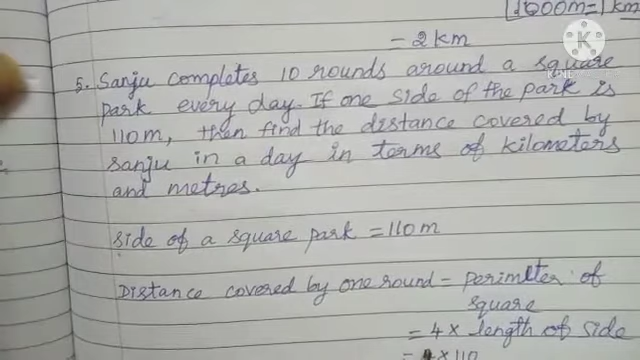 1000m=1km
= 2km
5. Sanju completes 10 rounds around a square
park every day. If one side of the park is
110m, then find the distance covered by
sanju in a day in terms of kilometers
and metres.
side of a square park = 110m
Distance covered by one round = perimeter of
square
= 4 × length of side
= 4 × 110